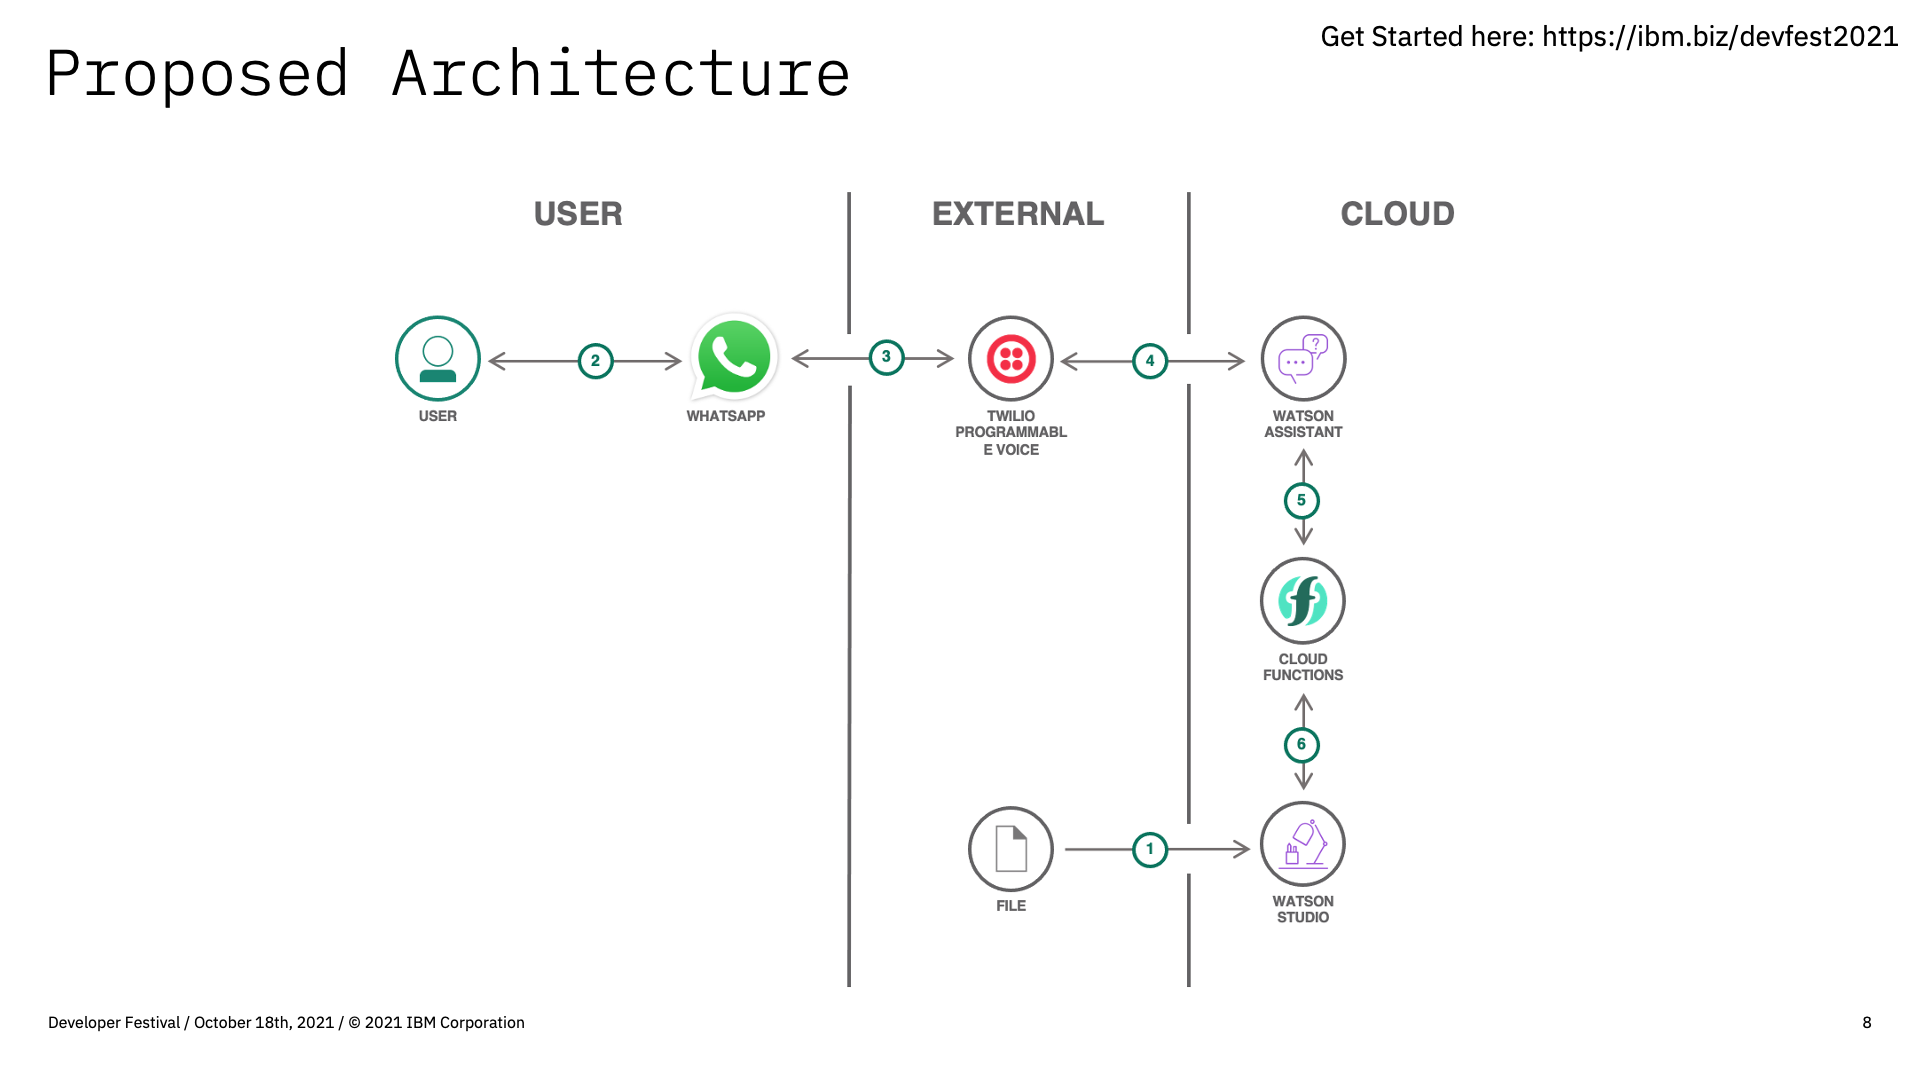 Get Started here: https://ibm.biz/devfest2021
Proposed Architecture
USER
EXTERNAL
CLOUD
2
3
4
USER
WHATSAPP
TWILIO
PROGRAMMABL
E VOICE
WATSON
ASSISTANT
5
CLOUD
FUNCTIONS
6
1
FILE
WATSON
STUDIO
Developer Festival / October 18th, 2021 / © 2021 IBM Corporation
8